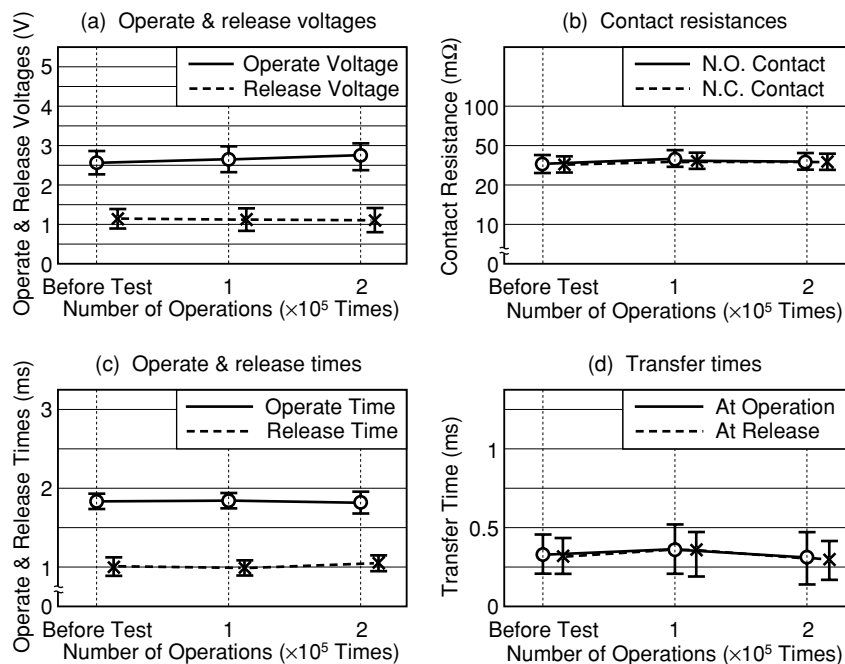 (a) Operate & release voltages
Operate & Release Voltages (V)
5
4
3
2
1
0
Operate Voltage
Release Voltage
Before Test 1 2
Number of Operations (×10⁵ Times)
(b) Contact resistances
Contact Resistance (mΩ)
100
50
20
10
0
N.O. Contact
N.C. Contact
Before Test 1 2
Number of Operations (×10⁵ Times)
(c) Operate & release times
Operate & Release Times (ms)
3
2
1
0
Operate Time
Release Time
Before Test 1 2
Number of Operations (×10⁵ Times)
(d) Transfer times
Transfer Time (ms)
1
0.5
0
At Operation
At Release
Before Test 1 2
Number of Operations (×10⁵ Times)